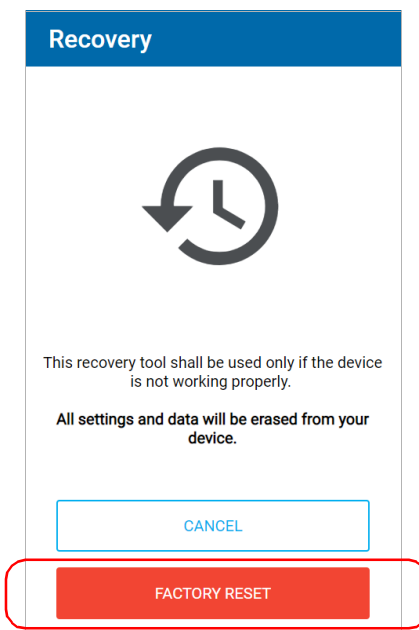 Recovery
This recovery tool shall be used only if the device
is not working properly.
All settings and data will be erased from your
device.
CANCEL
FACTORY RESET